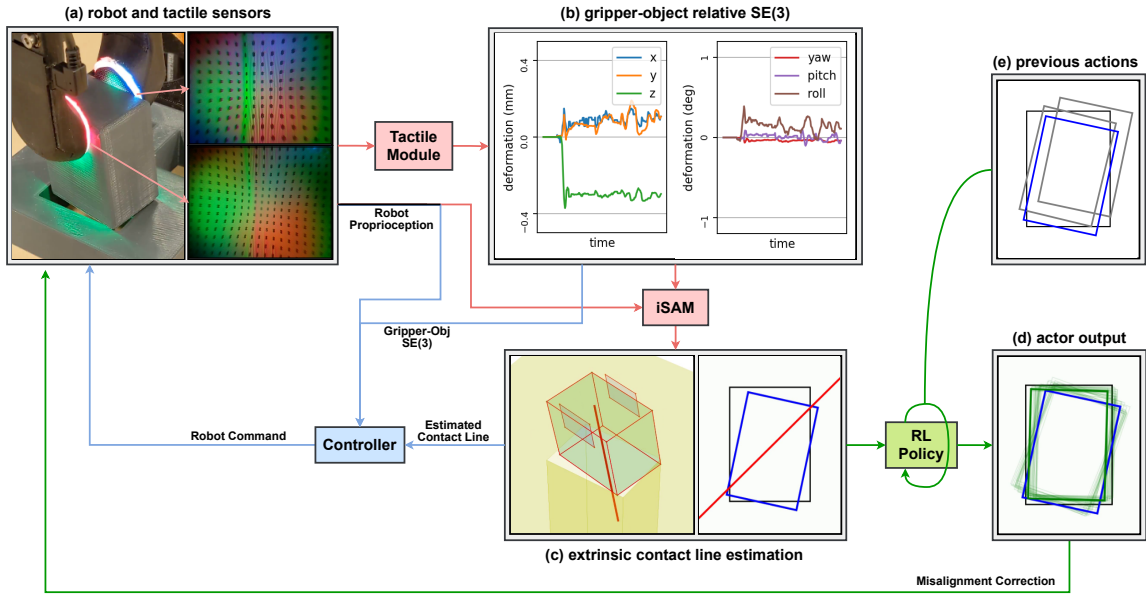 (a) robot and tactile sensors
(b) gripper-object relative SE(3)
(e) previous actions
deformation (mm)
0.4
0.0
−0.4
x
y
z
time
deformation (deg)
1
0
−1
yaw
pitch
roll
time
Tactile
Module
Robot
Proprioception
iSAM
Gripper-Obj
SE(3)
(d) actor output
Robot Command
Controller
Estimated
Contact Line
RL
Policy
(c) extrinsic contact line estimation
Misalignment Correction